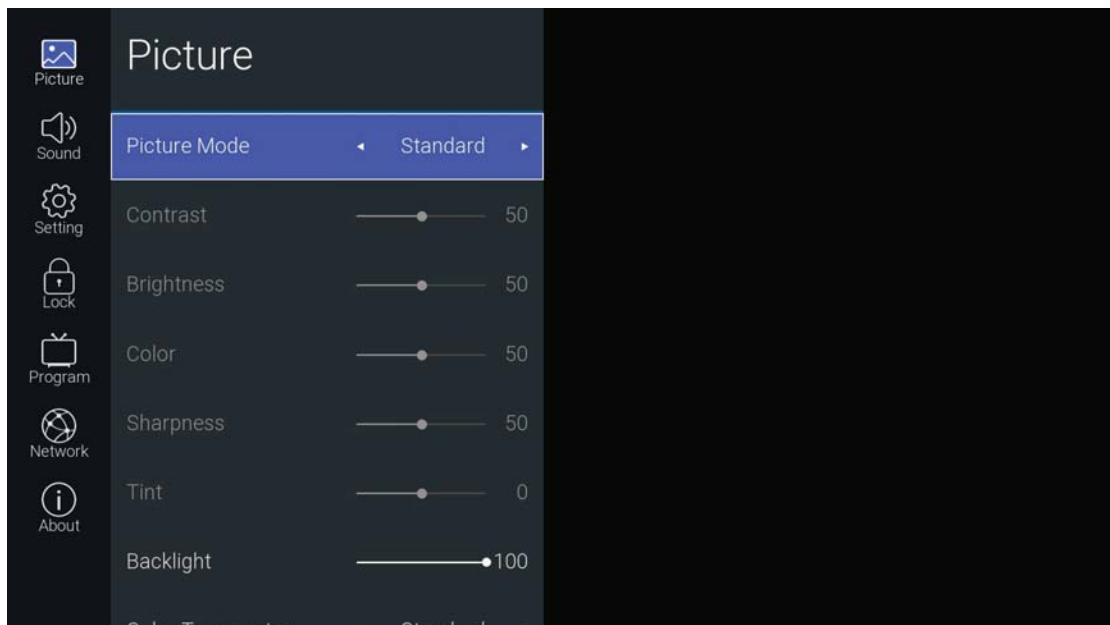 Picture
Sound
Setting
Lock
Program
Network
About
Picture
Picture Mode Standard
Contrast 50
Brightness 50
Color 50
Sharpness 50
Tint 0
Backlight 100